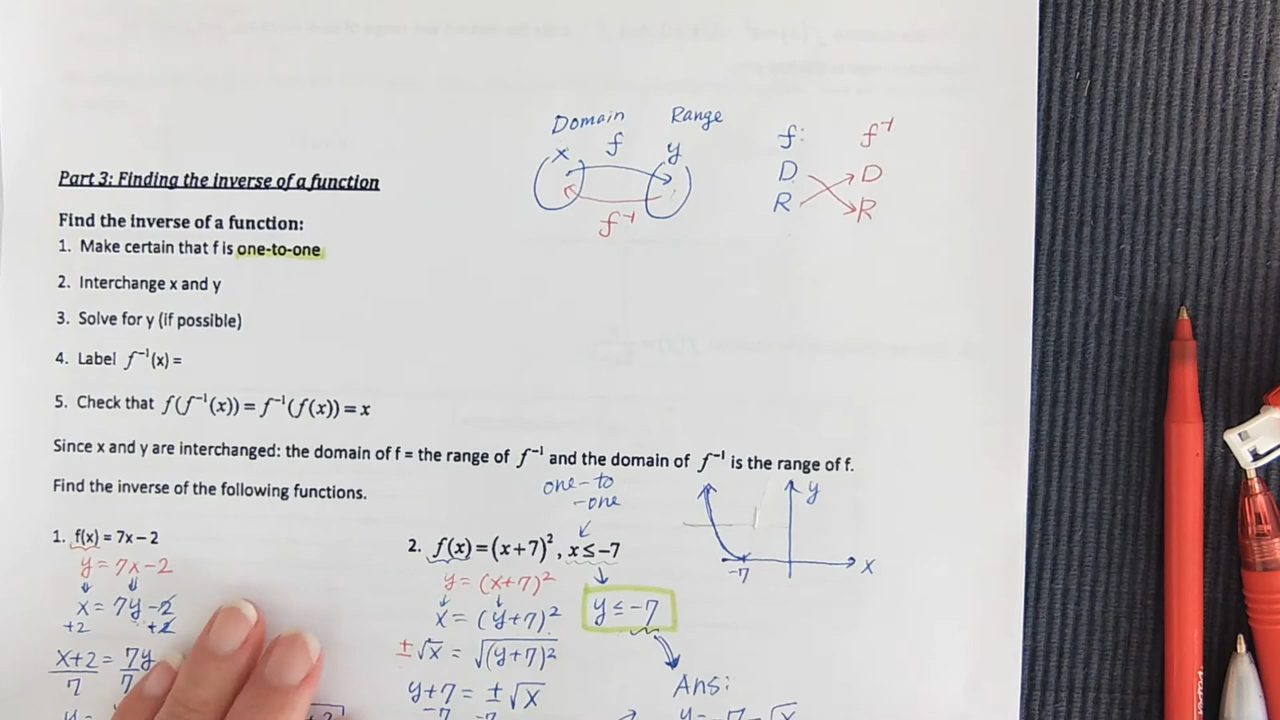 Domain Range
f
x y
f⁻¹
f: f⁻¹
D D
R R
Part 3: Finding the inverse of a function
Find the inverse of a function:
1. Make certain that f is one-to-one
2. Interchange x and y
3. Solve for y (if possible)
4. Label f⁻¹(x) =
5. Check that f(f⁻¹(x)) = f⁻¹(f(x)) = x
Since x and y are interchanged: the domain of f = the range of f⁻¹ and the domain of f⁻¹ is the range of f.
Find the inverse of the following functions.
1. f(x) = 7x – 2
y = 7x – 2
x = 7y – 2
+2 +2
x+2 = 7y
7 7
2. f(x) = (x+7)², x ≤ –7
one-to
-one
y = (x+7)²
x = (y+7)²
y ≤ –7
±√x = √(y+7)²
y+7 = ±√x
–7 –7
y
x
–7
Ans:
y = –7 – √x